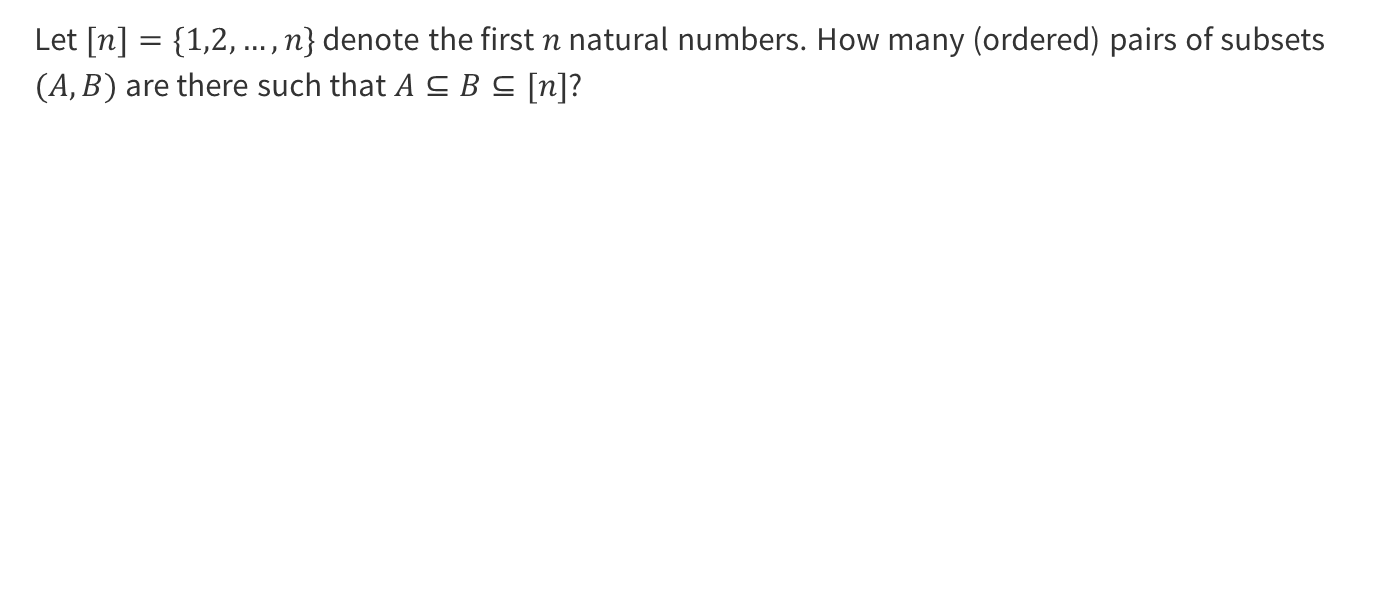 Let [𝑛] = {1,2, … , 𝑛} denote the first 𝑛 natural numbers. How many (ordered) pairs of subsets
(𝐴, 𝐵) are there such that 𝐴 ⊆ 𝐵 ⊆ [𝑛]?